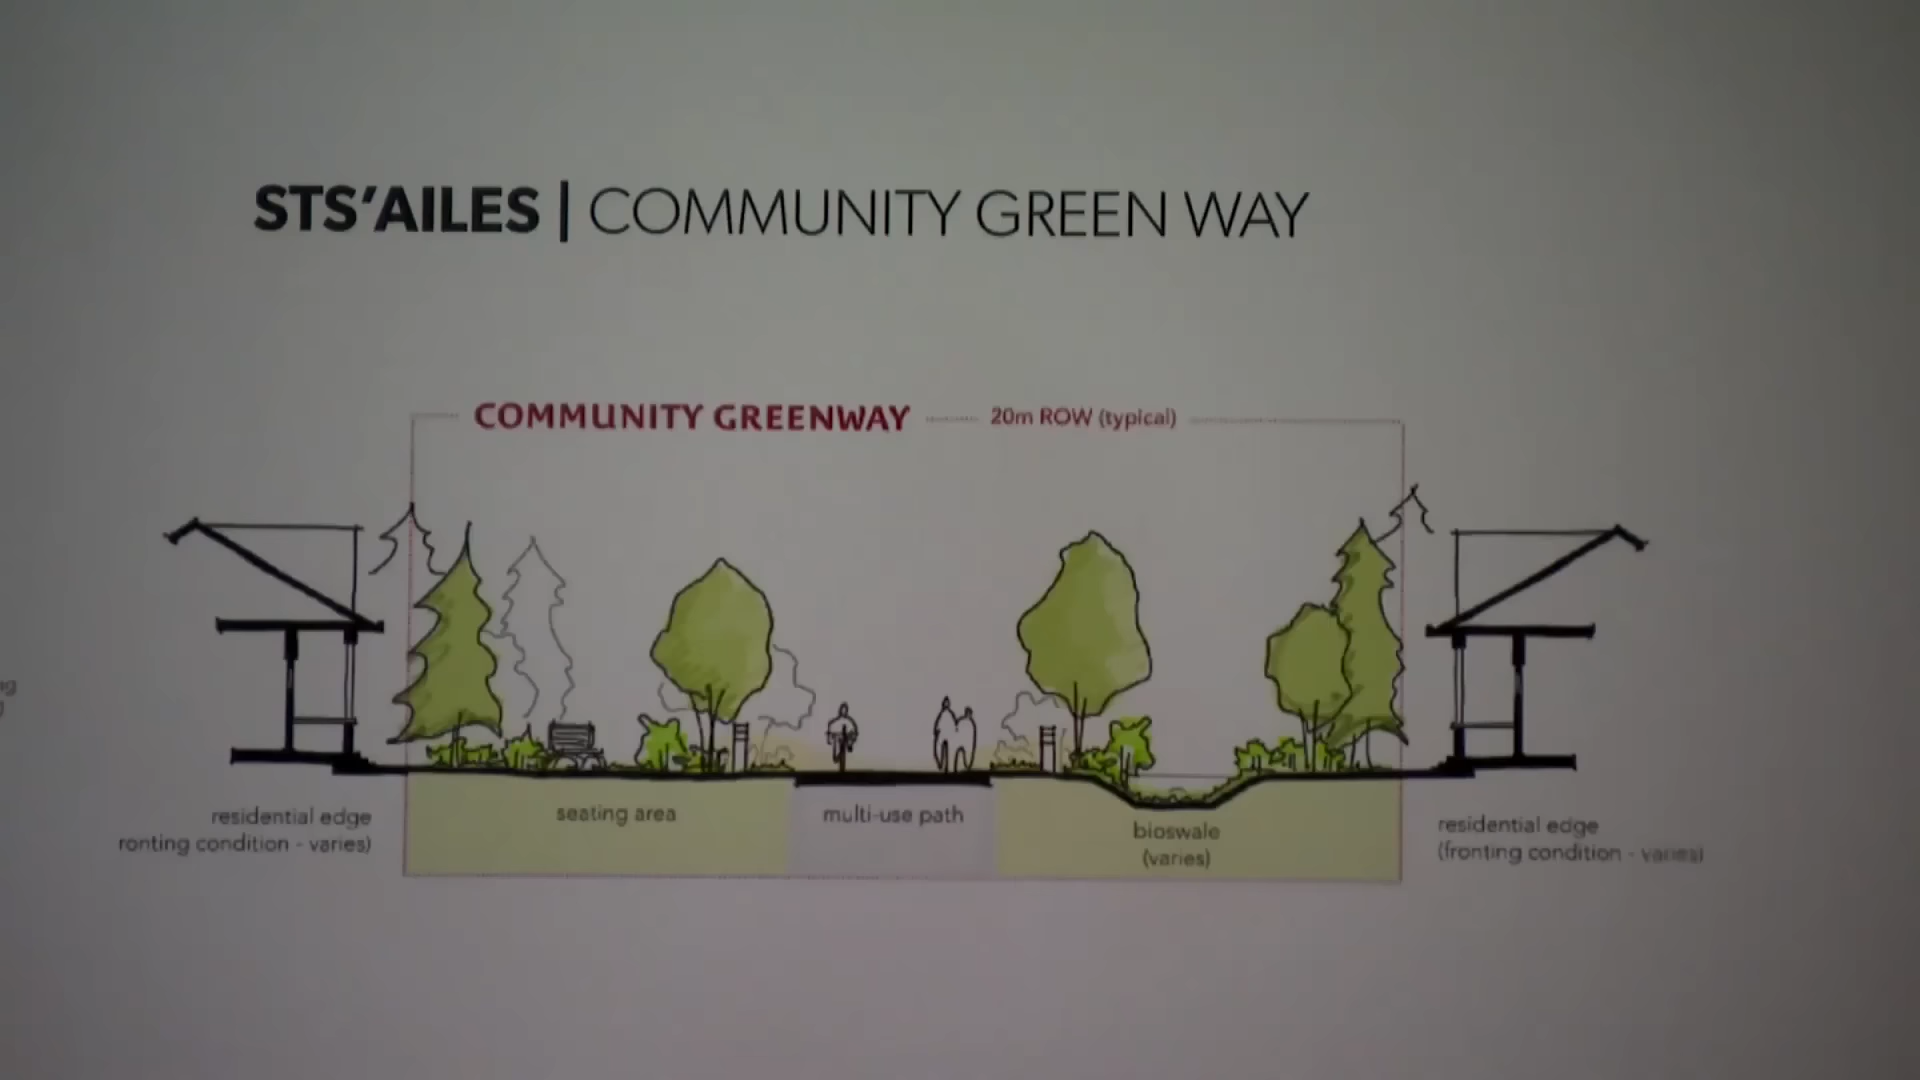 STS'AILES | COMMUNITY GREEN WAY
COMMUNITY GREENWAY
20m ROW (typical)
residential edge
ronting condition - varies)
seating area
multi-use path
bioswale
(varies)
residential edge
(fronting condition - varies)